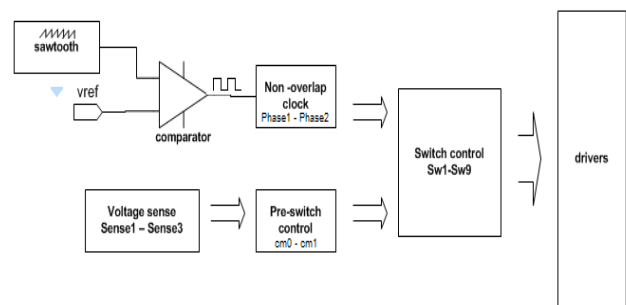 sawtooth
vref
comparator
Non -overlap
clock
Phase1 - Phase2
Voltage sense
Sense1 – Sense3
Pre-switch
control
cm0 - cm1
Switch control
Sw1-Sw9
drivers